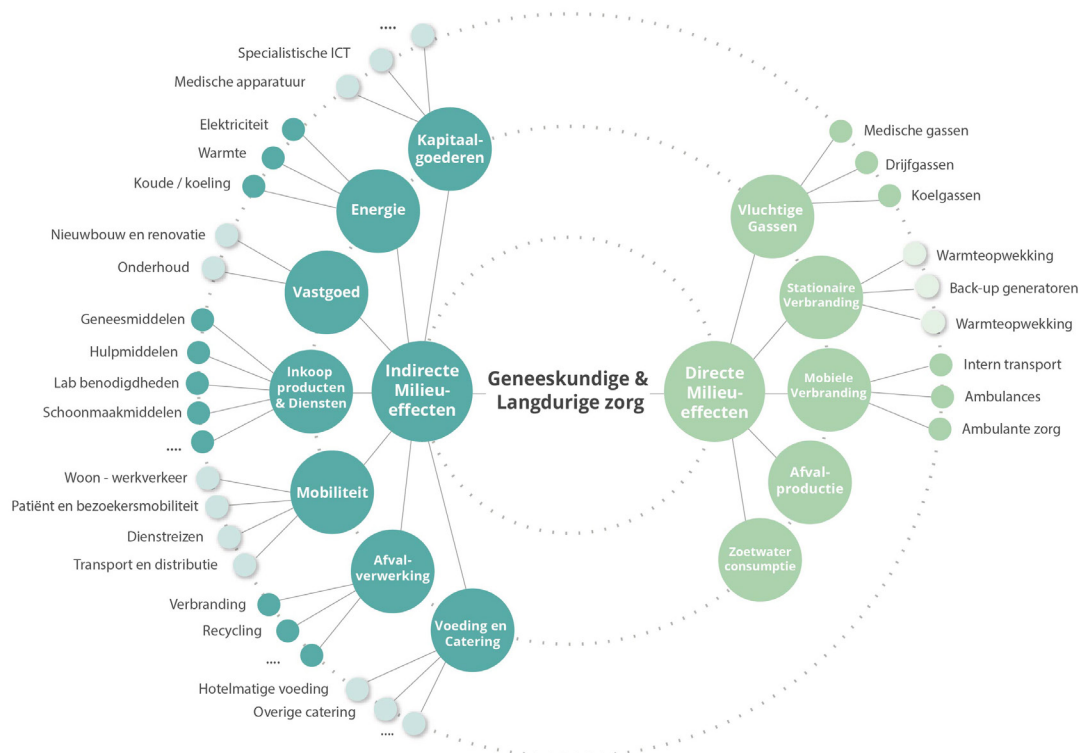 ....
Specialistische ICT
Medische apparatuur
Kapitaal-
goederen
Elektriciteit
Warmte
Koude / koeling
Energie
Nieuwbouw en renovatie
Onderhoud
Vastgoed
Geneesmiddelen
Hulpmiddelen
Lab benodigdheden
Schoonmaakmiddelen
....
Inkoop
producten
& Diensten
Indirecte
Milieu-
effecten
Woon - werkverkeer
Patiënt en bezoekersmobiliteit
Dienstreizen
Transport en distributie
Mobiliteit
Verbranding
Recycling
....
Afval-
verwerking
Hotelmatige voeding
Overige catering
....
Voeding en
Catering
Geneeskundige &
Langdurige zorg
Directe
Milieu-
effecten
Vluchtige
Gassen
Medische gassen
Drijfgassen
Koelgassen
Stationaire
Verbranding
Warmteopwekking
Back-up generatoren
Warmteopwekking
Mobiele
Verbranding
Intern transport
Ambulances
Ambulante zorg
Afval-
productie
Zoetwater
consumptie